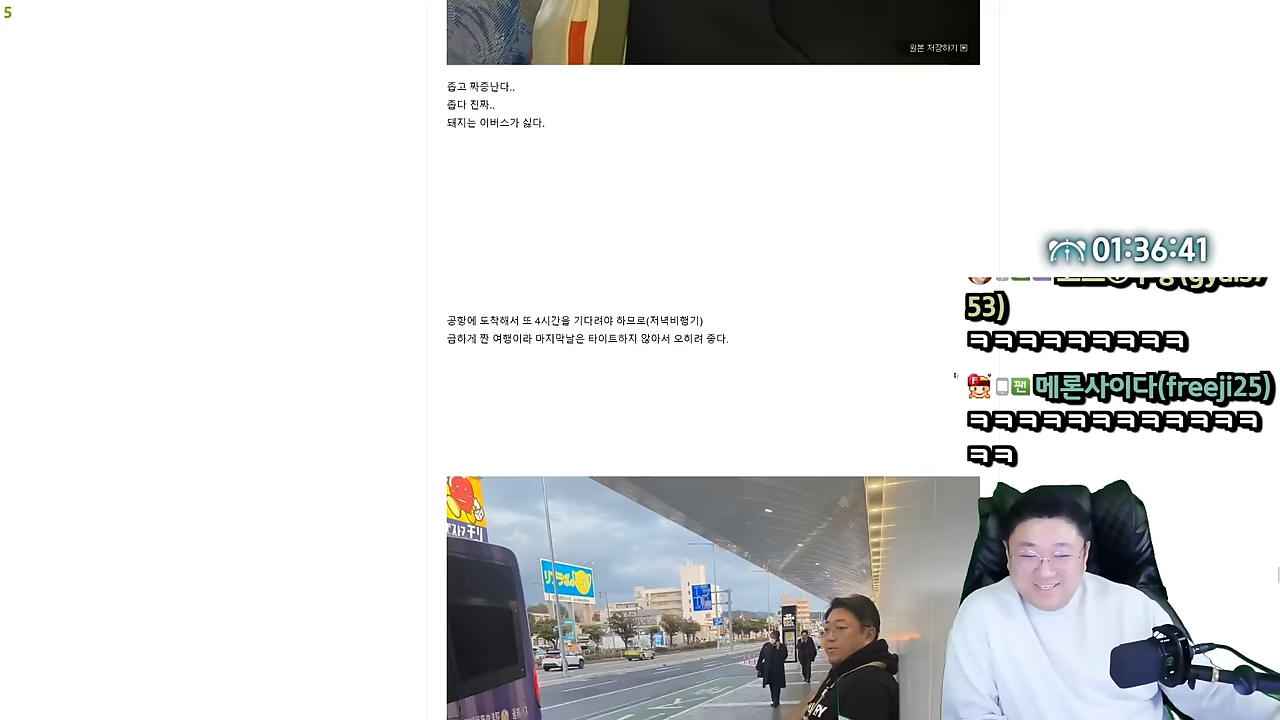 5
원본 저장하기
좁고 짜증난다..
좁다 진짜..
돼지는 이버스가 싫다.
01:36:41
53)
ㅋㅋㅋㅋㅋㅋㅋㅋㅋ
공항에 도착해서 또 4시간을 기다려야 하므로(저녁비행기)
급하게 짠 여행이라 마지막날은 타이트하지 않아서 오히려 좋다.
F
팬 메론사이다(freeji25)
ㅋㅋㅋㅋㅋㅋㅋㅋㅋㅋㅋㅋ
ㅋㅋ